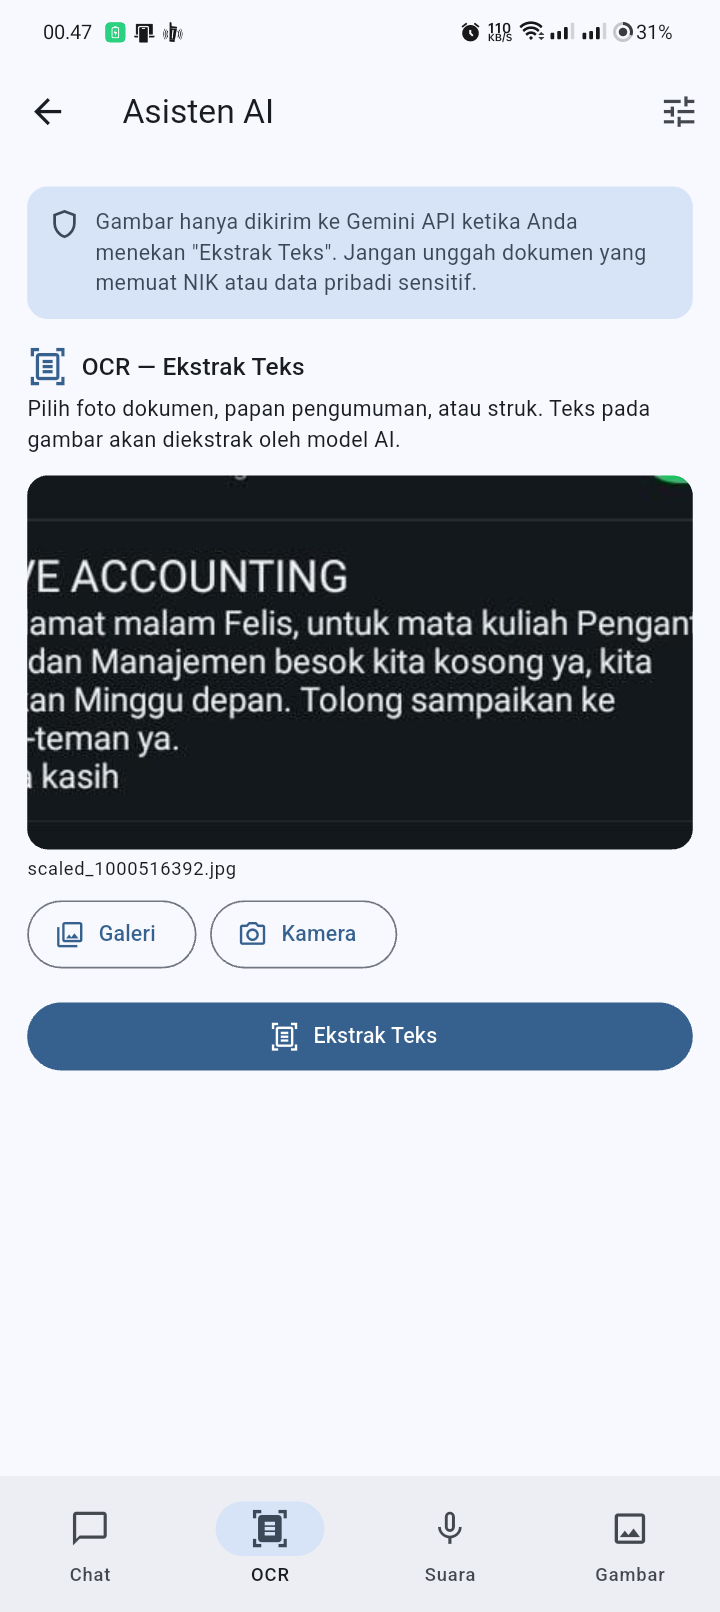 00.47
110 KB/S
31%
Asisten AI
Gambar hanya dikirim ke Gemini API ketika Anda
menekan "Ekstrak Teks". Jangan unggah dokumen yang
memuat NIK atau data pribadi sensitif.
OCR — Ekstrak Teks
Pilih foto dokumen, papan pengumuman, atau struk. Teks pada
gambar akan diekstrak oleh model AI.
ACCOUNTING
malam Felis, untuk mata kuliah
dan Manajemen besok kita kosong ya, kita
Minggu depan. Tolong sampaikan ke
-teman ya.
kasih
scaled_1000516392.jpg
Galeri
Kamera
Ekstrak Teks
Chat
OCR
Suara
Gambar